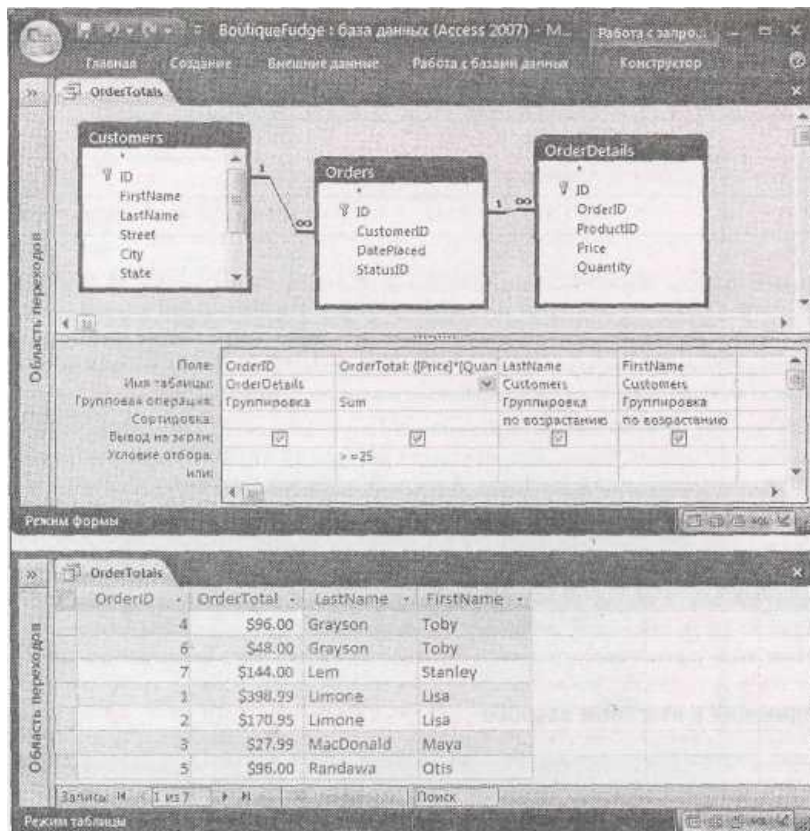 BoutiqueFudge : база данных (Access 2007) – М... Работа с запро...
Главная Создание Внешние данные Работа с базами данных Конструктор
OrderTotals
Область переходов
Customers
*
ID
FirstName
LastName
Street
City
State
1
∞
Orders
*
ID
CustomerID
DatePlaced
StatusID
1
∞
OrderDetails
*
ID
OrderID
ProductID
Price
Quantity
Поле: OrderID OrderTotal: ([Price]*[Quan LastName FirstName
Имя таблицы: OrderDetails Customers Customers
Групповая операция: Группировка Sum Группировка Группировка
Сортировка: по возрастанию по возрастанию
Вывод на экран:
Условие отбора: >=25
или:
Режим формы
OrderTotals
Область переходов
OrderID OrderTotal LastName FirstName
4 $96.00 Grayson Toby
6 $48.00 Grayson Toby
7 $144.00 Lem Stanley
1 $398.99 Limone Lisa
2 $170.95 Limone Lisa
3 $27.99 MacDonald Maya
5 $96.00 Randawa Otis
Запись: 1 из 7 Поиск
Режим таблицы